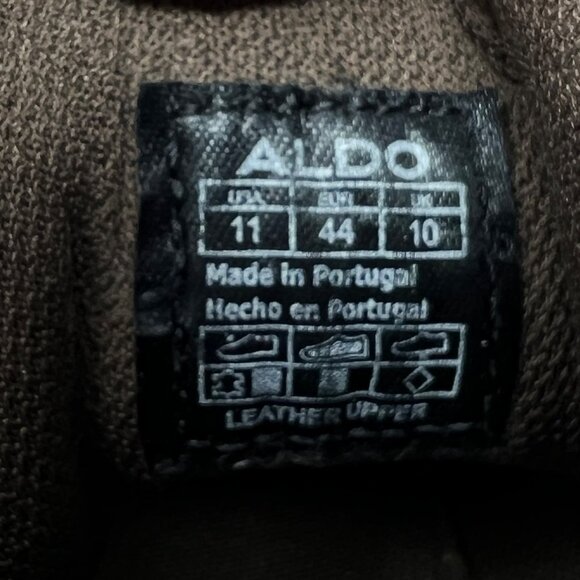 ALDO
USA EUR UK
11 44 10
Made in Portugal
Hecho en Portugal
LEATHER UPPER